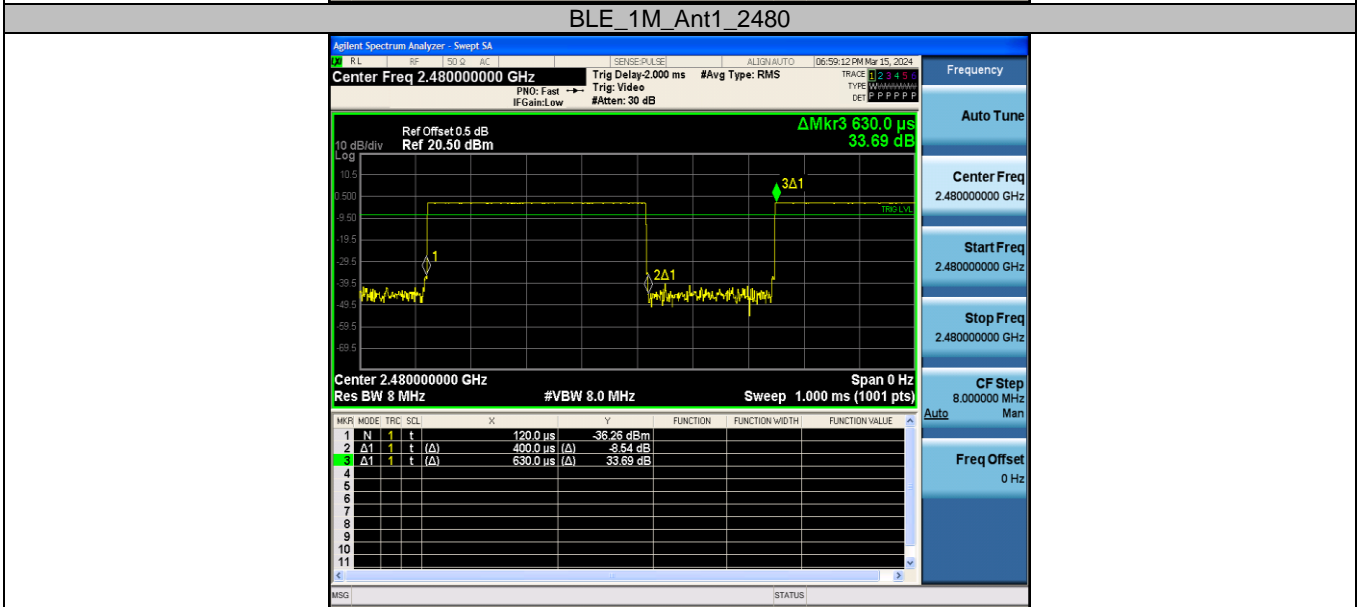 BLE_1M_Ant1_2480
Agilent Spectrum Analyzer - Swept SA
LXI RL RF 50 Ω AC SENSE:PULSE ALIGNAUTO 06:59:12 PM Mar 15, 2024
Center Freq 2.480000000 GHz
PNO: Fast
IFGain:Low
Trig Delay-2.000 ms
Trig: Video
#Atten: 30 dB
#Avg Type: RMS
TRACE 1 2 3 4 5 6
TYPE
DET P P P P P P
ΔMkr3 630.0 µs
33.69 dB
Ref Offset 0.5 dB
10 dB/div Ref 20.50 dBm
Log
10.5
0.500
-9.50
-19.5
-29.5
-39.5
-49.5
-59.5
-69.5
3Δ1
TRIG LVL
1
2Δ1
Center 2.480000000 GHz Span 0 Hz
Res BW 8 MHz #VBW 8.0 MHz Sweep 1.000 ms (1001 pts)
MKR MODE TRC SCL X Y FUNCTION FUNCTION WIDTH FUNCTION VALUE
1 N 1 t 120.0 µs -36.26 dBm
2 Δ1 1 t (Δ) 400.0 µs (Δ) -8.54 dB
3 Δ1 1 t (Δ) 630.0 µs (Δ) 33.69 dB
4
5
6
7
8
9
10
11
MSG STATUS
Frequency
Auto Tune
Center Freq
2.480000000 GHz
Start Freq
2.480000000 GHz
Stop Freq
2.480000000 GHz
CF Step
8.000000 MHz
Auto Man
Freq Offset
0 Hz